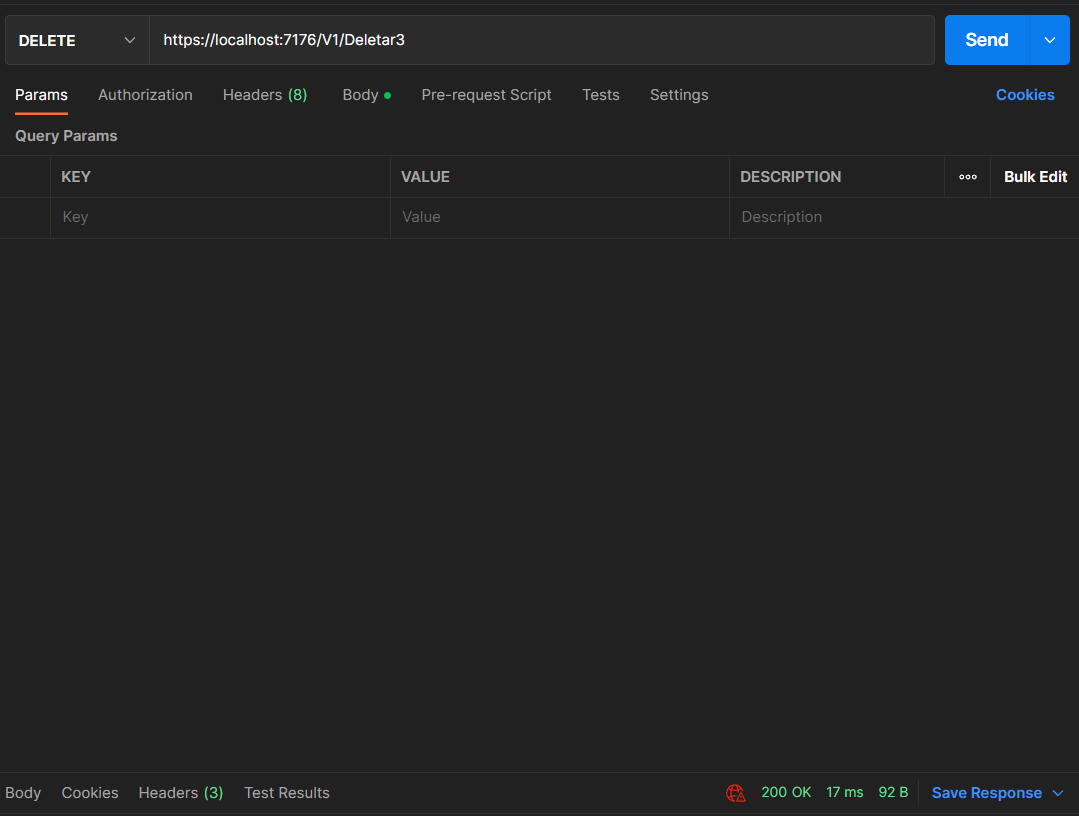 DELETE https://localhost:7176/V1/Deletar3 Send
Params Authorization Headers (8) Body Pre-request Script Tests Settings Cookies
Query Params
KEY VALUE DESCRIPTION Bulk Edit
Key Value Description
Body Cookies Headers (3) Test Results 200 OK 17 ms 92 B Save Response